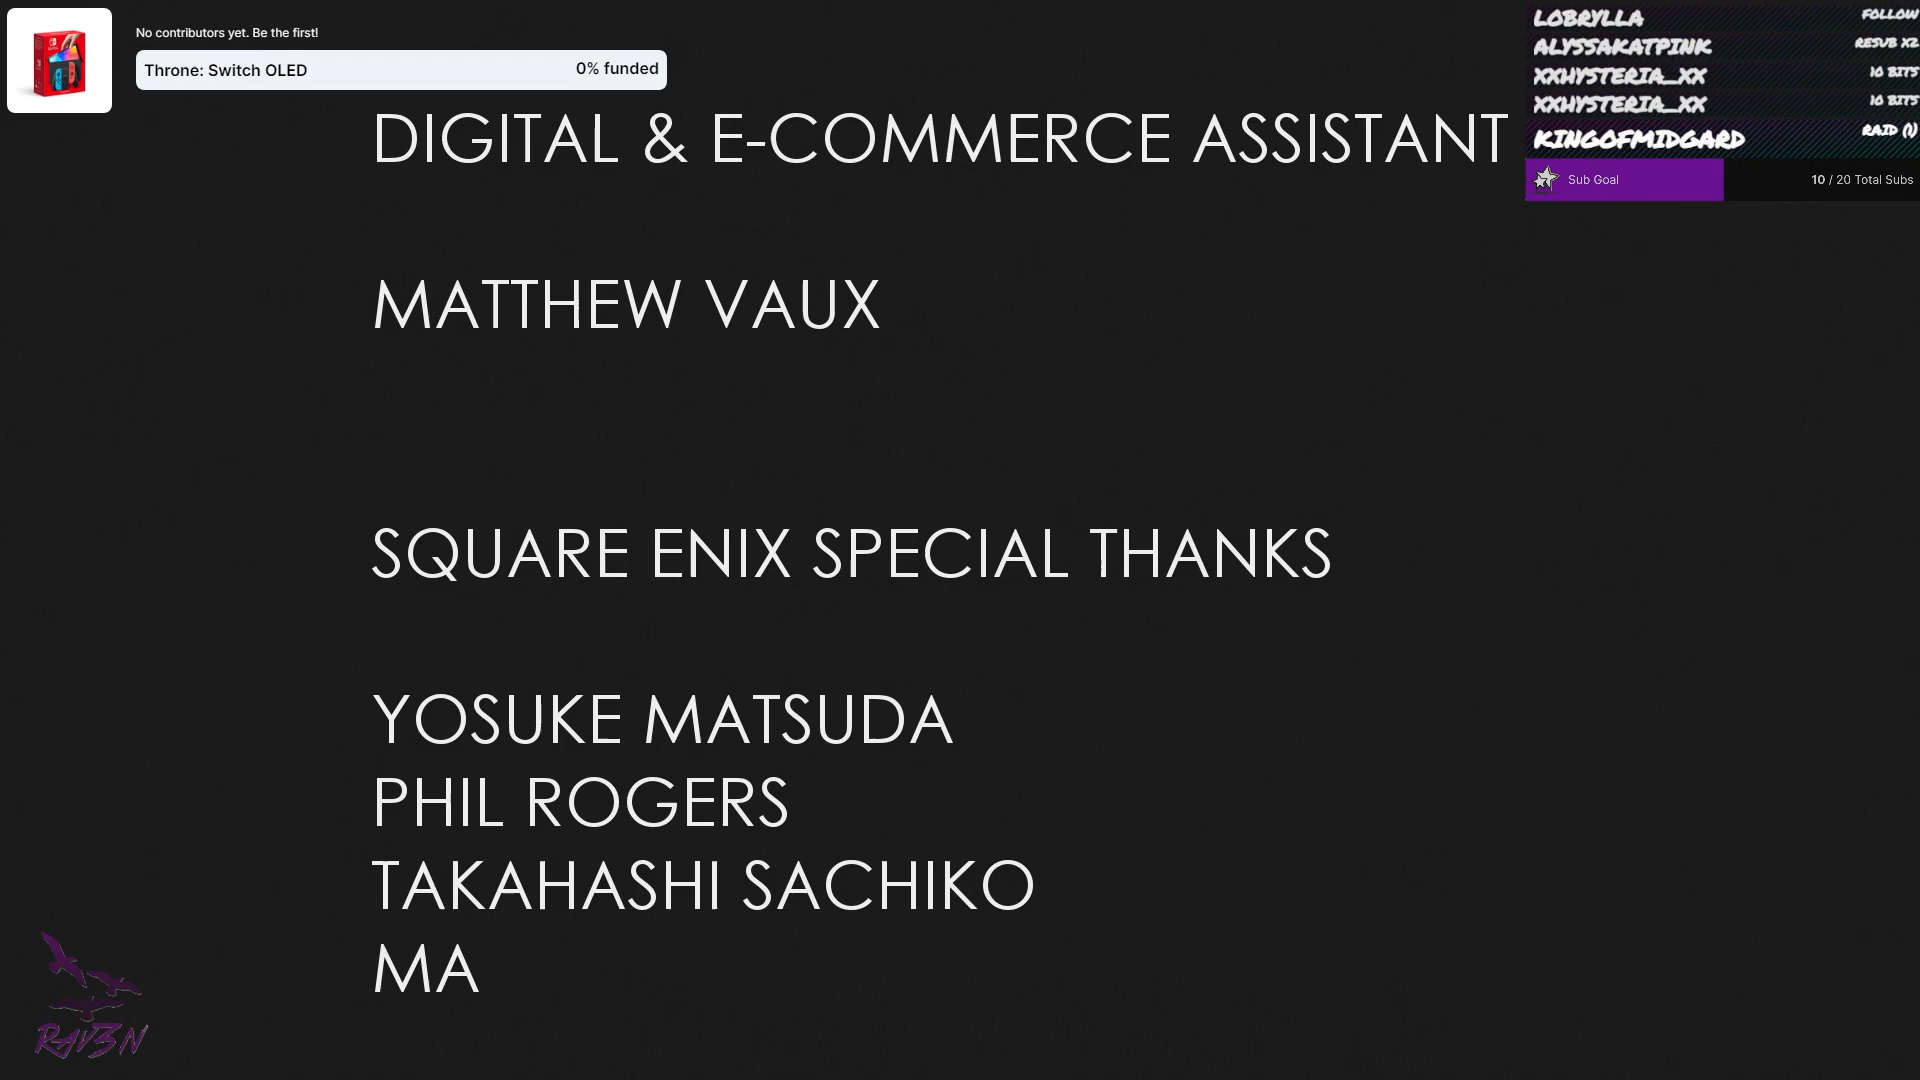 No contributors yet. Be the first!
Throne: Switch OLED 0% funded
LOBRYLLA FOLLOW
ALYSSAKATPINK RESUB X2
XXHYSTERIA_XX 10 BITS
XXHYSTERIA_XX 10 BITS
KINGOFMIDGARD RAID (1)
Sub Goal 10 / 20 Total Subs
DIGITAL & E-COMMERCE ASSISTANT
MATTHEW VAUX
SQUARE ENIX SPECIAL THANKS
YOSUKE MATSUDA
PHIL ROGERS
TAKAHASHI SACHIKO
MA
RAV3N